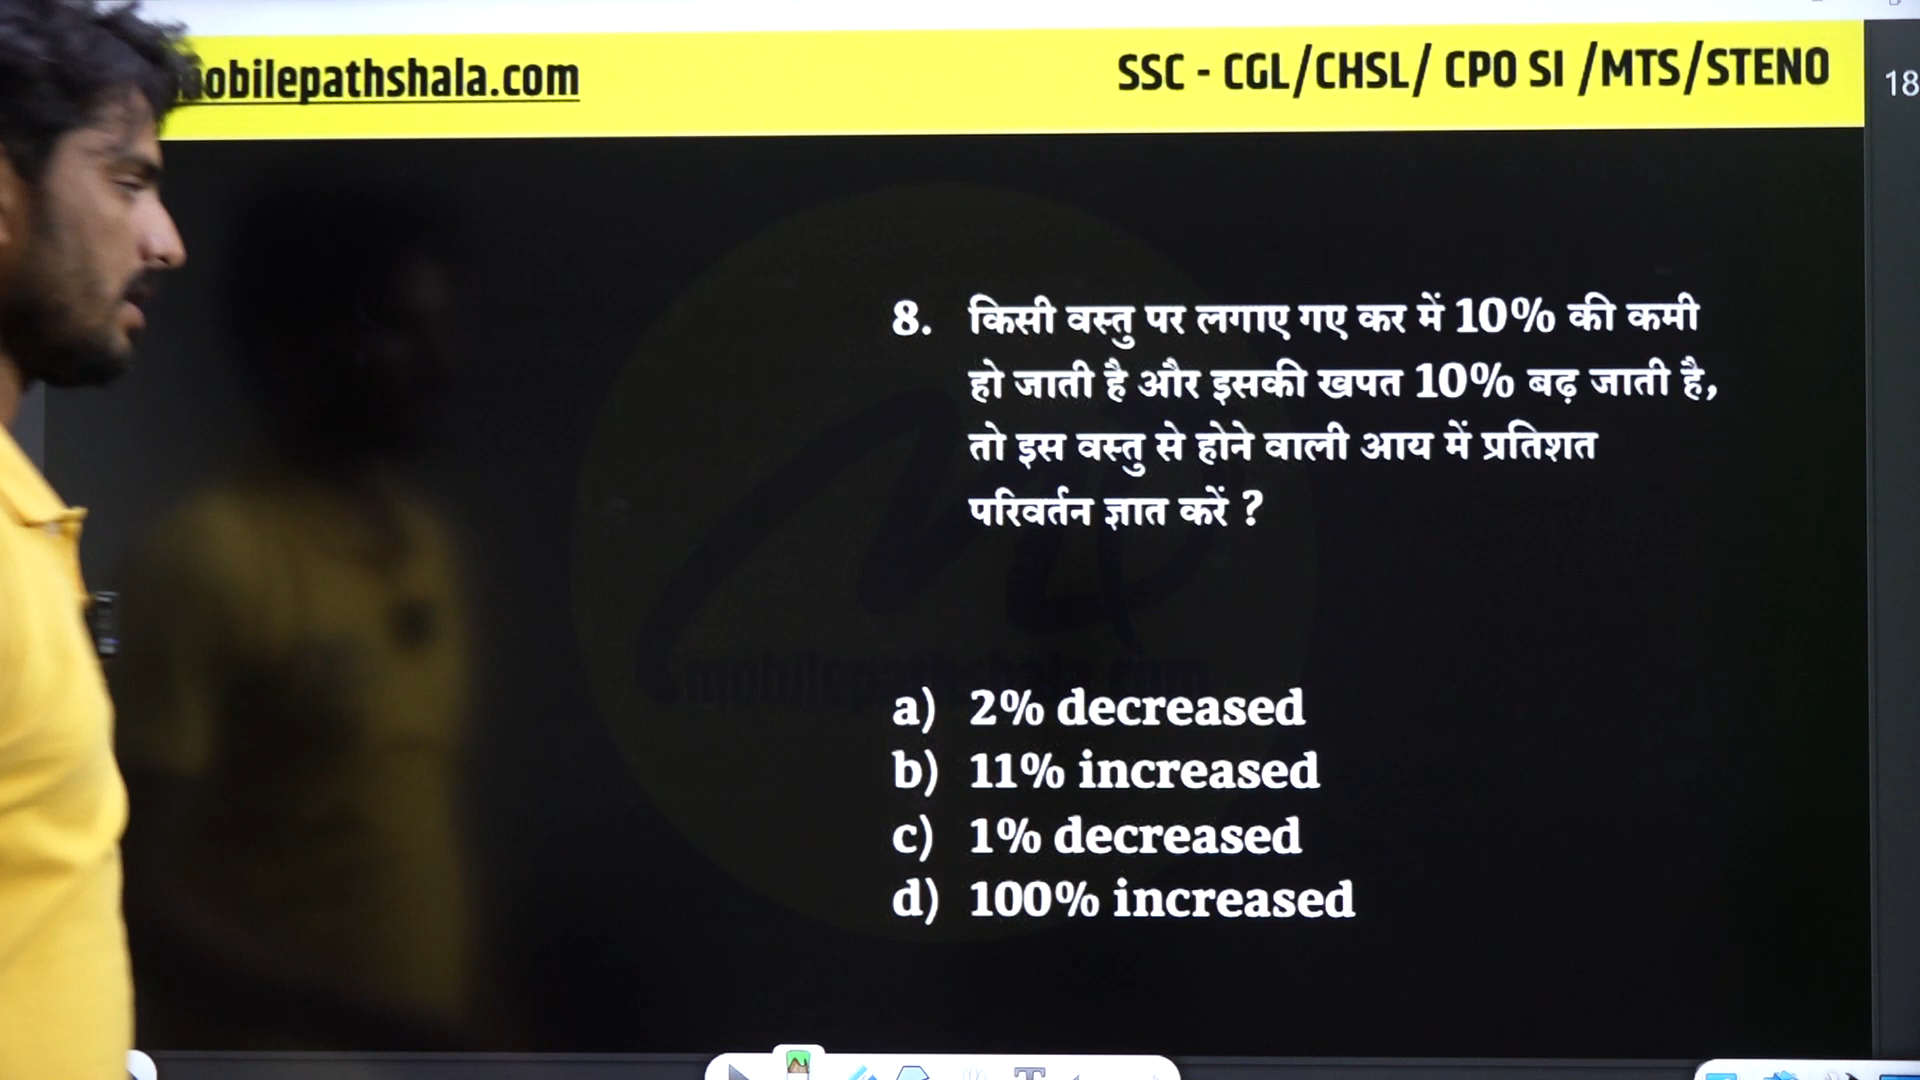 obilepathshala.com
SSC - CGL/CHSL/ CPO SI /MTS/STENO
18
8. किसी वस्तु पर लगाए गए कर में 10% की कमी
हो जाती है और इसकी खपत 10% बढ़ जाती है,
तो इस वस्तु से होने वाली आय में प्रतिशत
परिवर्तन ज्ञात करें ?
mobilepathshala.com
a) 2% decreased
b) 11% increased
c) 1% decreased
d) 100% increased